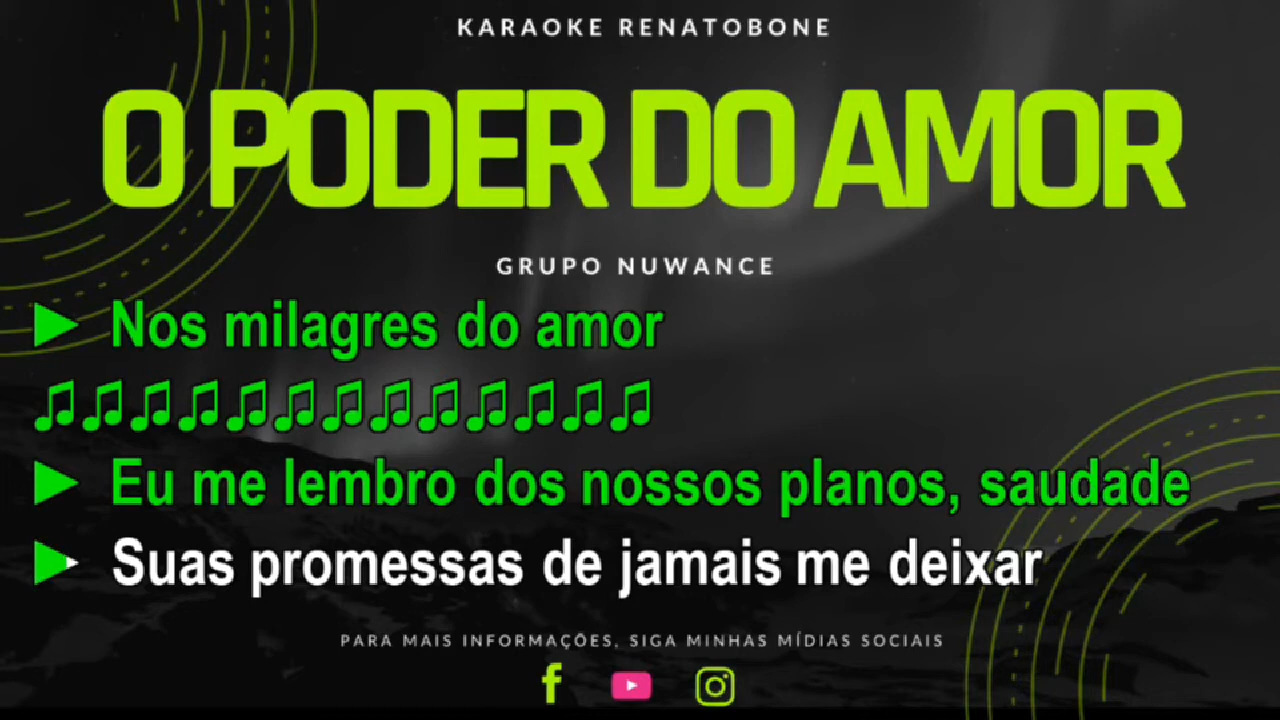 KARAOKE RENATOBONE
O PODER DO AMOR
GRUPO NUWANCE
► Nos milagres do amor
♫♫♫♫♫♫♫♫♫♫♫♫♫
► Eu me lembro dos nossos planos, saudade
► Suas promessas de jamais me deixar
PARA MAIS INFORMAÇÕES, SIGA MINHAS MÍDIAS SOCIAIS